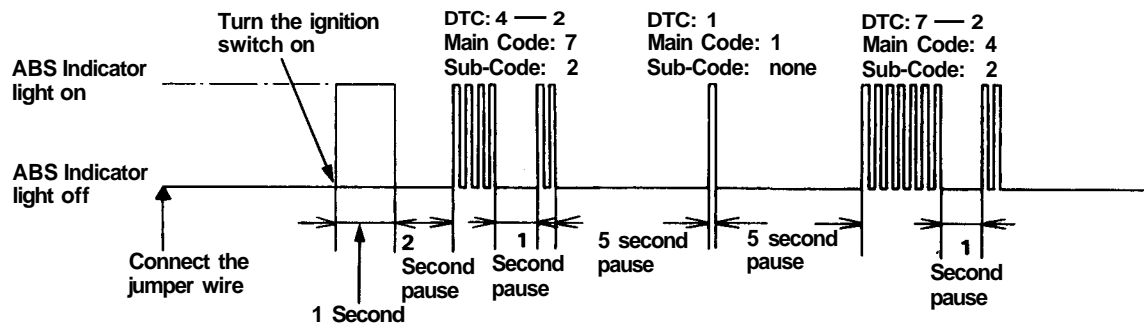 Turn the ignition
switch on
DTC: 4 — 2
Main Code: 7
Sub-Code: 2
DTC: 1
Main Code: 1
Sub-Code: none
DTC: 7 — 2
Main Code: 4
Sub-Code: 2
ABS Indicator
light on
ABS Indicator
light off
Connect the
jumper wire
1 Second
2
Second
pause
1
Second
pause
5 second
pause
5 second
pause
1
Second
pause